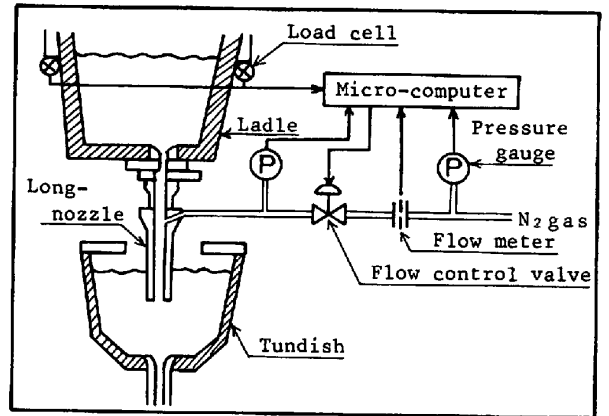 Load cell
Micro-computer
Ladle
Pressure
gauge
P
P
Long-
nozzle
N₂ gas
Flow meter
Flow control valve
Tundish